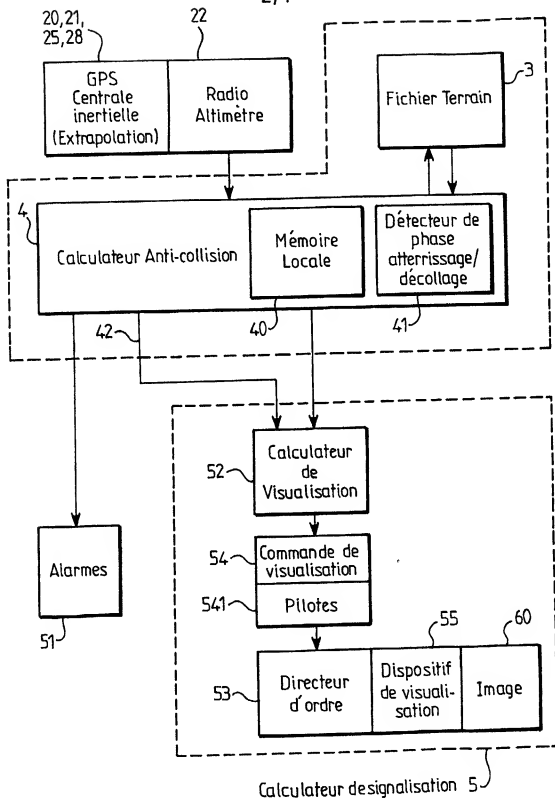 20,21,
25,28
22
GPS
Centrale
inertielle
(Extrapolation)
Radio
Altimètre
Fichier Terrain
3
4
Calculateur Anti-collision
Mémoire
Locale
Détecteur de
phase
atterrissage/
décollage
42
40
41
52
Calculateur
de
Visualisation
54
Commande de
visualisation
541
Pilotes
Alarmes
51
55
60
53
Directeur
d'ordre
Dispositif
de visuali-
sation
Image
Calculateur designalisation 5